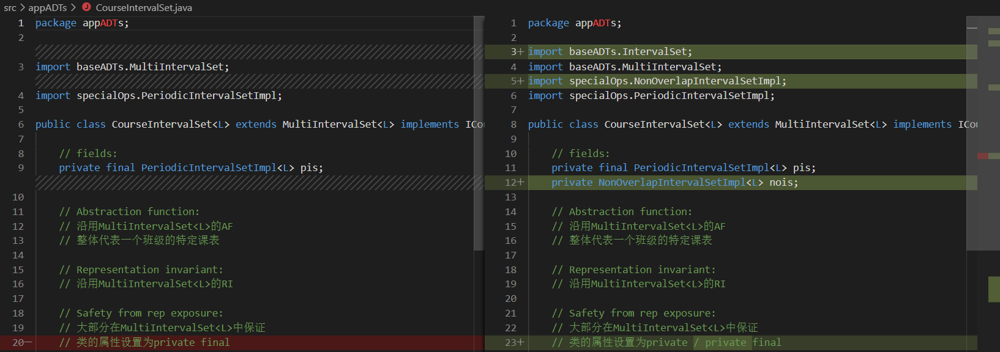 src > appADTs > J CourseIntervalSet.java
1 package appADTs;
2
3 import baseADTs.MultiIntervalSet;
4 import specialOps.PeriodicIntervalSetImpl;
5
6 public class CourseIntervalSet<L> extends MultiIntervalSet<L> implements ICo
7
8 // fields:
9 private final PeriodicIntervalSetImpl<L> pis;
10
11 // Abstraction function:
12 // 沿用MultiIntervalSet<L>的AF
13 // 整体代表一个班级的特定课表
14
15 // Representation invariant:
16 // 沿用MultiIntervalSet<L>的RI
17
18 // Safety from rep exposure:
19 // 大部分在MultiIntervalSet<L>中保证
20— // 类的属性设置为private final
1 package appADTs;
2
3+ import baseADTs.IntervalSet;
4 import baseADTs.MultiIntervalSet;
5+ import specialOps.NonOverlapIntervalSetImpl;
6 import specialOps.PeriodicIntervalSetImpl;
7
8 public class CourseIntervalSet<L> extends MultiIntervalSet<L> implements ICou
9
10 // fields:
11 private final PeriodicIntervalSetImpl<L> pis;
12+ private NonOverlapIntervalSetImpl<L> nois;
13
14 // Abstraction function:
15 // 沿用MultiIntervalSet<L>的AF
16 // 整体代表一个班级的特定课表
17
18 // Representation invariant:
19 // 沿用MultiIntervalSet<L>的RI
20
21 // Safety from rep exposure:
22 // 大部分在MultiIntervalSet<L>中保证
23+ // 类的属性设置为private / private final